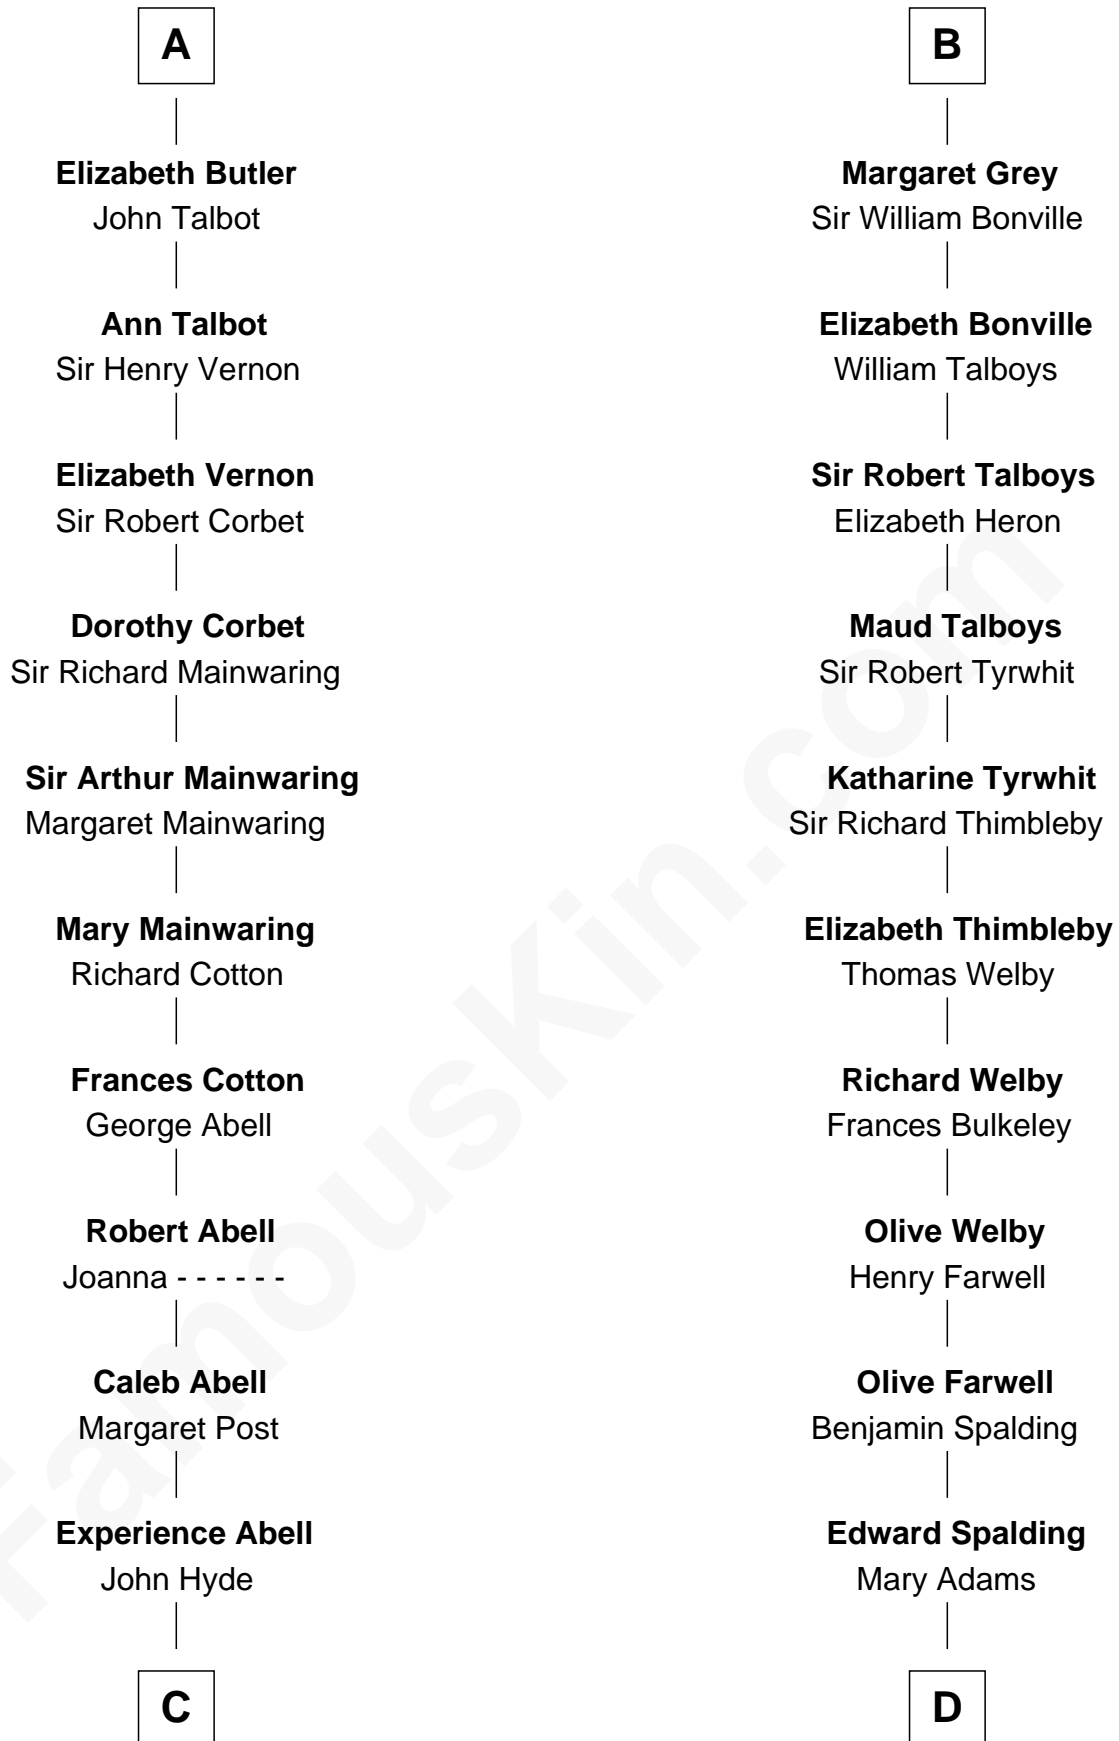 A
Elizabeth Butler
John Talbot
Ann Talbot
Sir Henry Vernon
Elizabeth Vernon
Sir Robert Corbet
Dorothy Corbet
Sir Richard Mainwaring
Sir Arthur Mainwaring
Margaret Mainwaring
Mary Mainwaring
Richard Cotton
Frances Cotton
George Abell
Robert Abell
Joanna - - - - - -
Caleb Abell
Margaret Post
Experience Abell
John Hyde
C
B
Margaret Grey
Sir William Bonville
Elizabeth Bonville
William Talboys
Sir Robert Talboys
Elizabeth Heron
Maud Talboys
Sir Robert Tyrwhit
Katharine Tyrwhit
Sir Richard Thimbleby
Elizabeth Thimbleby
Thomas Welby
Richard Welby
Frances Bulkeley
Olive Welby
Henry Farwell
Olive Farwell
Benjamin Spalding
Edward Spalding
Mary Adams
D
FamousKin.com